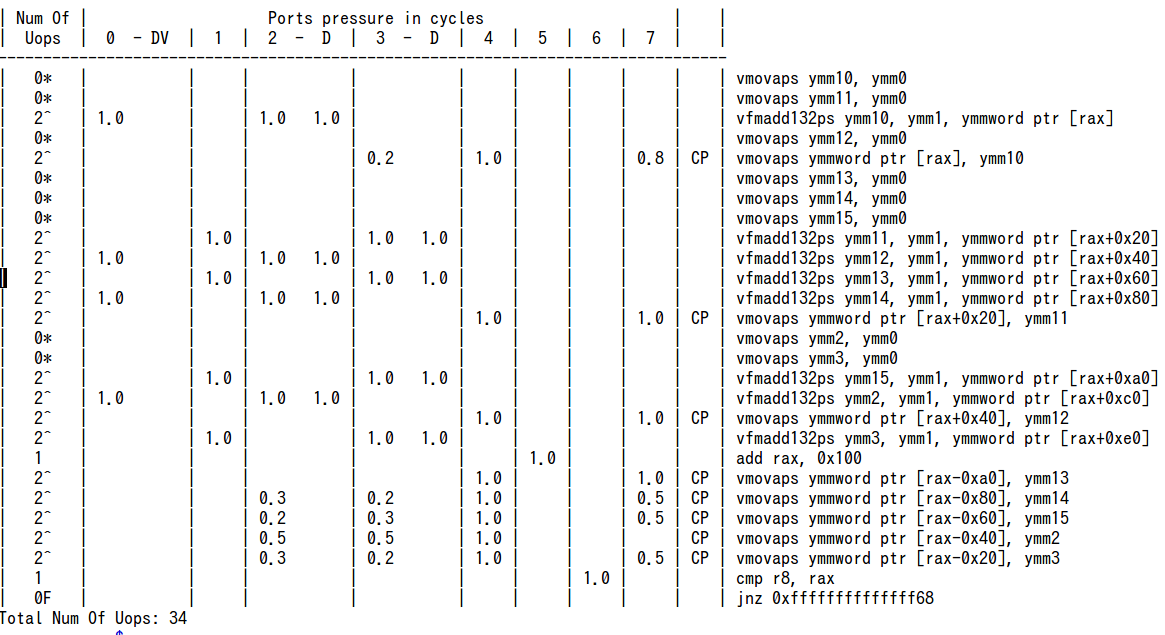 | Num Of |                    Ports pressure in cycles                     |    |
|  Uops  |  0  - DV  |  1  |  2  -  D  |  3  -  D  |  4  |  5  |  6  |  7  |    |
---------------------------------------------------------------------------------
|   0*   |           |     |           |           |     |     |     |     |    | vmovaps ymm10, ymm0
|   0*   |           |     |           |           |     |     |     |     |    | vmovaps ymm11, ymm0
|   2^   | 1.0       |     | 1.0   1.0 |           |     |     |     |     |    | vfmadd132ps ymm10, ymm1, ymmword ptr [rax]
|   0*   |           |     |           |           |     |     |     |     |    | vmovaps ymm12, ymm0
|   2^   |           |     |           | 0.2       | 1.0 |     |     | 0.8 | CP | vmovaps ymmword ptr [rax], ymm10
|   0*   |           |     |           |           |     |     |     |     |    | vmovaps ymm13, ymm0
|   0*   |           |     |           |           |     |     |     |     |    | vmovaps ymm14, ymm0
|   0*   |           |     |           |           |     |     |     |     |    | vmovaps ymm15, ymm0
|   2^   |           | 1.0 |           | 1.0   1.0 |     |     |     |     |    | vfmadd132ps ymm11, ymm1, ymmword ptr [rax+0x20]
|   2^   | 1.0       |     | 1.0   1.0 |           |     |     |     |     |    | vfmadd132ps ymm12, ymm1, ymmword ptr [rax+0x40]
|   2^   |           | 1.0 |           | 1.0   1.0 |     |     |     |     |    | vfmadd132ps ymm13, ymm1, ymmword ptr [rax+0x60]
|   2^   | 1.0       |     | 1.0   1.0 |           |     |     |     |     |    | vfmadd132ps ymm14, ymm1, ymmword ptr [rax+0x80]
|   2^   |           |     |           |           | 1.0 |     |     | 1.0 | CP | vmovaps ymmword ptr [rax+0x20], ymm11
|   0*   |           |     |           |           |     |     |     |     |    | vmovaps ymm2, ymm0
|   0*   |           |     |           |           |     |     |     |     |    | vmovaps ymm3, ymm0
|   2^   |           | 1.0 |           | 1.0   1.0 |     |     |     |     |    | vfmadd132ps ymm15, ymm1, ymmword ptr [rax+0xa0]
|   2^   | 1.0       |     | 1.0   1.0 |           |     |     |     |     |    | vfmadd132ps ymm2, ymm1, ymmword ptr [rax+0xc0]
|   2^   |           |     |           |           | 1.0 |     |     | 1.0 | CP | vmovaps ymmword ptr [rax+0x40], ymm12
|   2^   |           | 1.0 |           | 1.0   1.0 |     |     |     |     |    | vfmadd132ps ymm3, ymm1, ymmword ptr [rax+0xe0]
|   1    |           |     |           |           |     | 1.0 |     |     |    | add rax, 0x100
|   2^   |           |     |           |           | 1.0 |     |     | 1.0 | CP | vmovaps ymmword ptr [rax-0xa0], ymm13
|   2^   |           |     | 0.3       | 0.2       | 1.0 |     |     | 0.5 | CP | vmovaps ymmword ptr [rax-0x80], ymm14
|   2^   |           |     | 0.2       | 0.3       | 1.0 |     |     | 0.5 | CP | vmovaps ymmword ptr [rax-0x60], ymm15
|   2^   |           |     | 0.5       | 0.5       | 1.0 |     |     |     | CP | vmovaps ymmword ptr [rax-0x40], ymm2
|   2^   |           |     | 0.3       | 0.2       | 1.0 |     |     | 0.5 | CP | vmovaps ymmword ptr [rax-0x20], ymm3
|   1    |           |     |           |           |     |     | 1.0 |     |    | cmp r8, rax
|   0F   |           |     |           |           |     |     |     |     |    | jnz 0xffffffffffffff68
Total Num Of Uops: 34